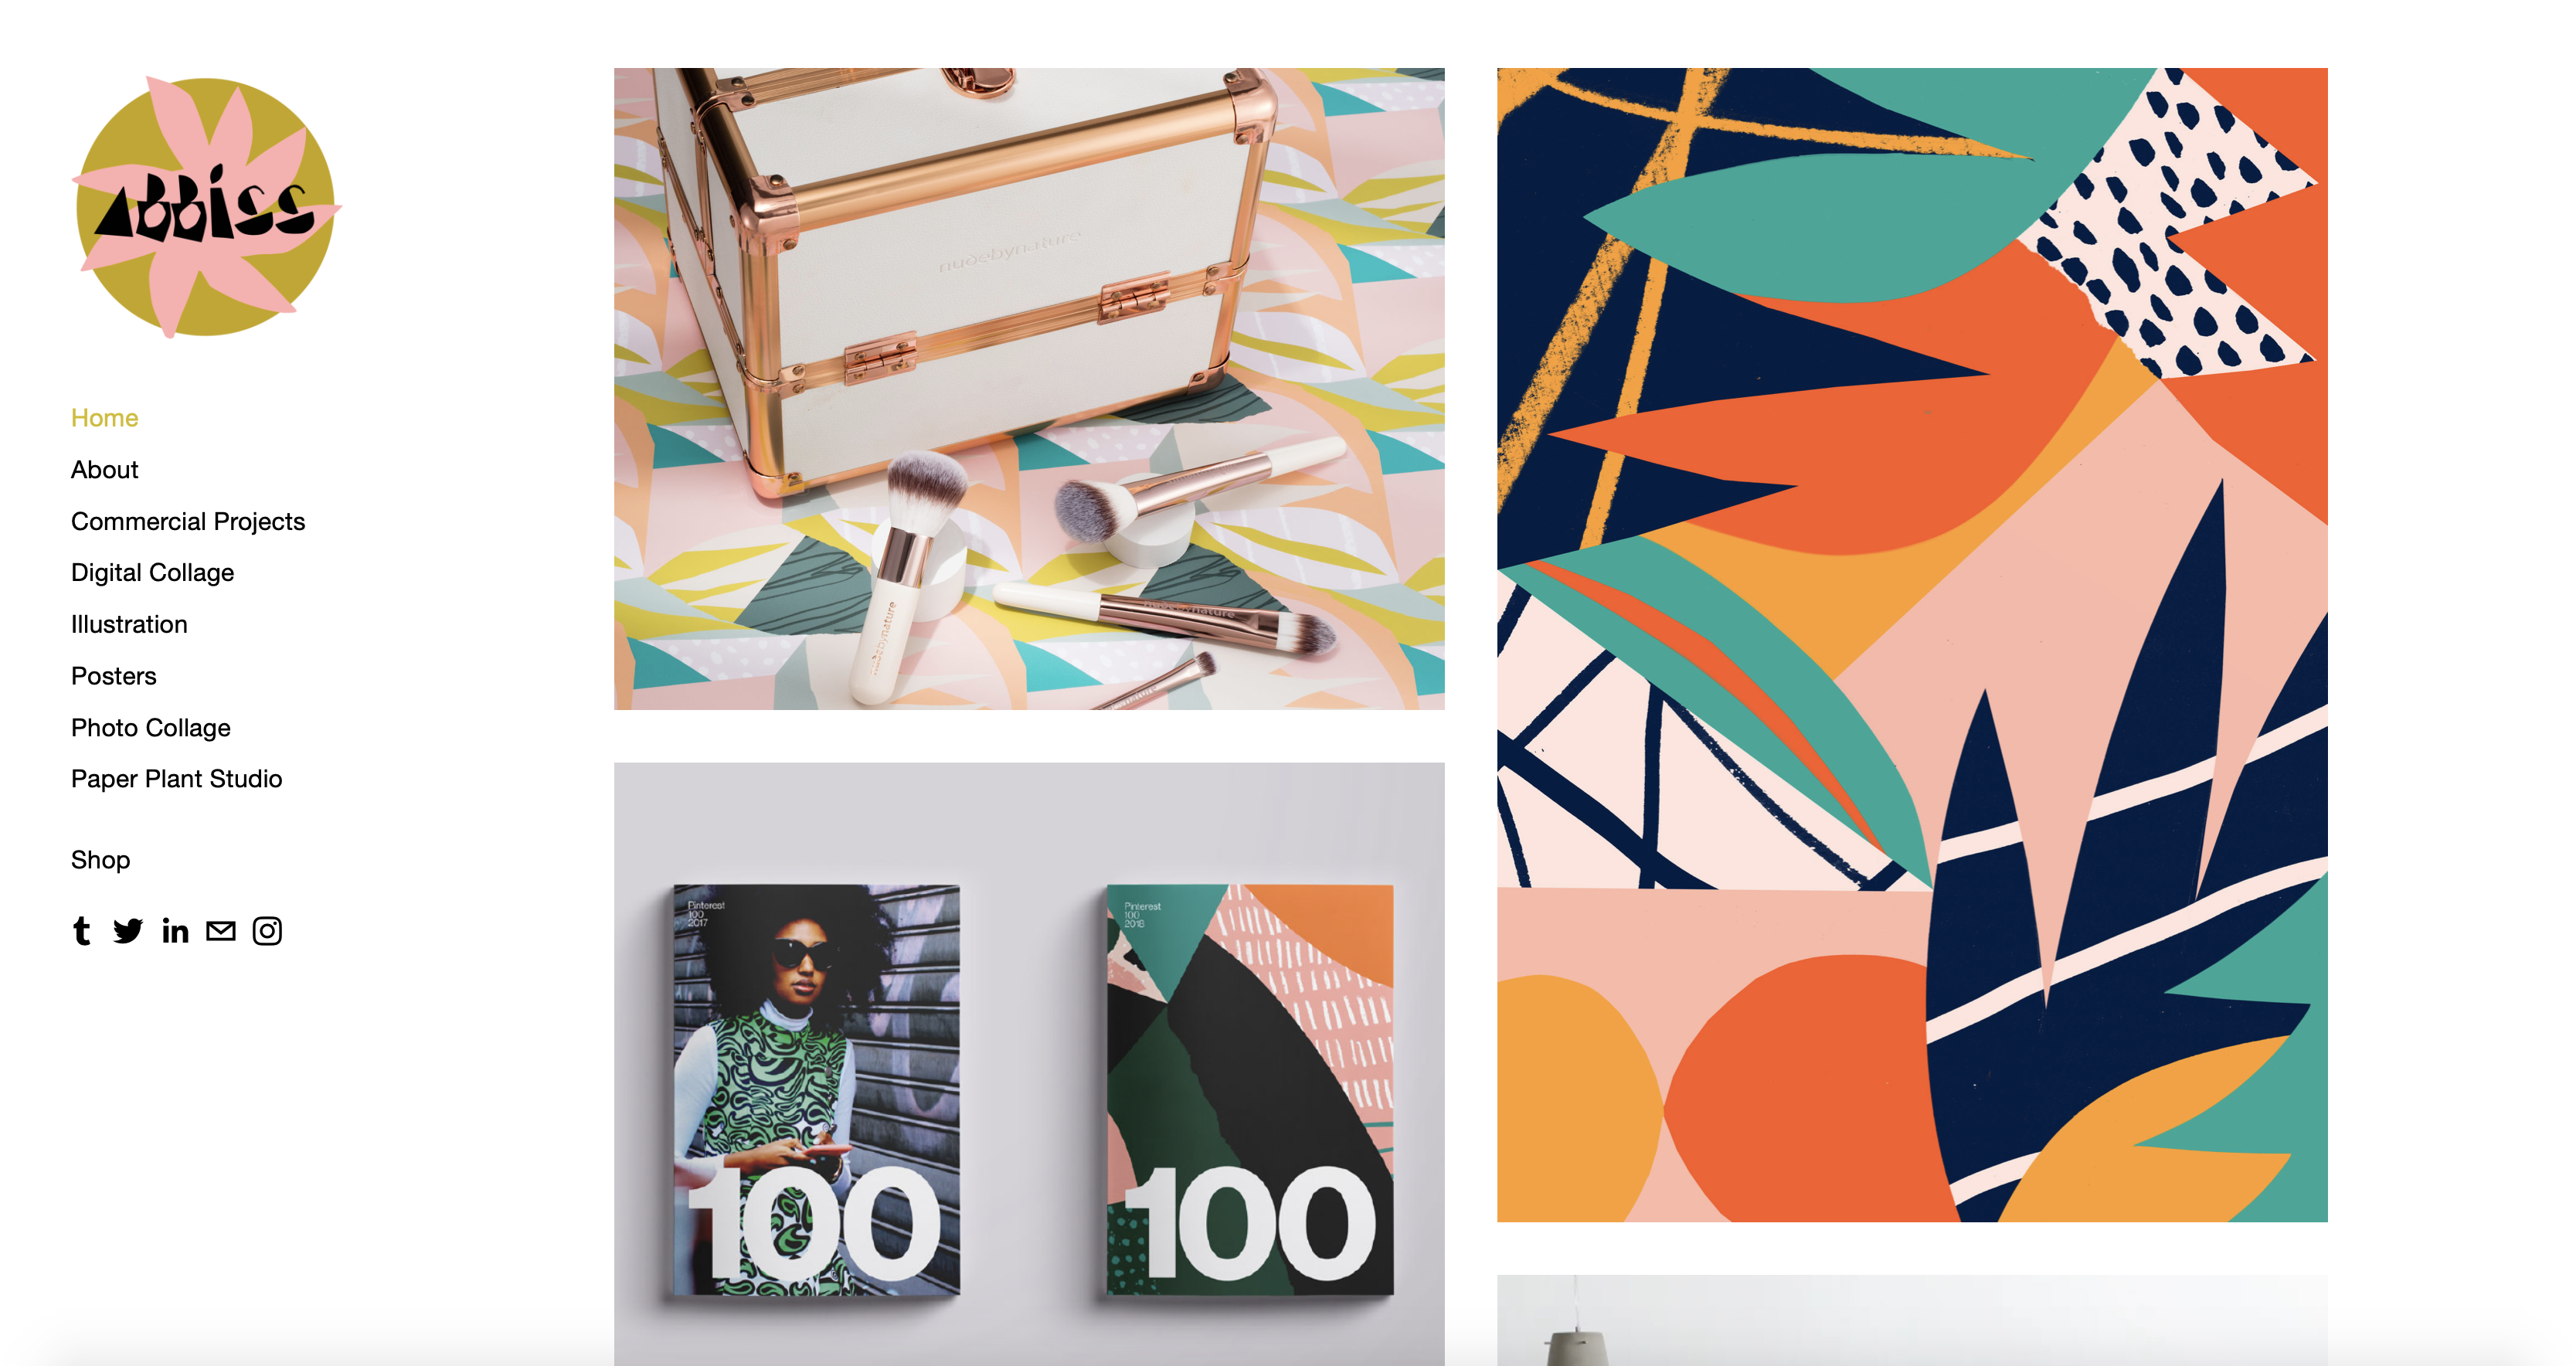 ABBiSS
Home
About
Commercial Projects
Digital Collage
Illustration
Posters
Photo Collage
Paper Plant Studio
Shop
nudebynature
nudebynature
nudebynature
Pinterest
100
2017
100
Pinterest
100
2018
100